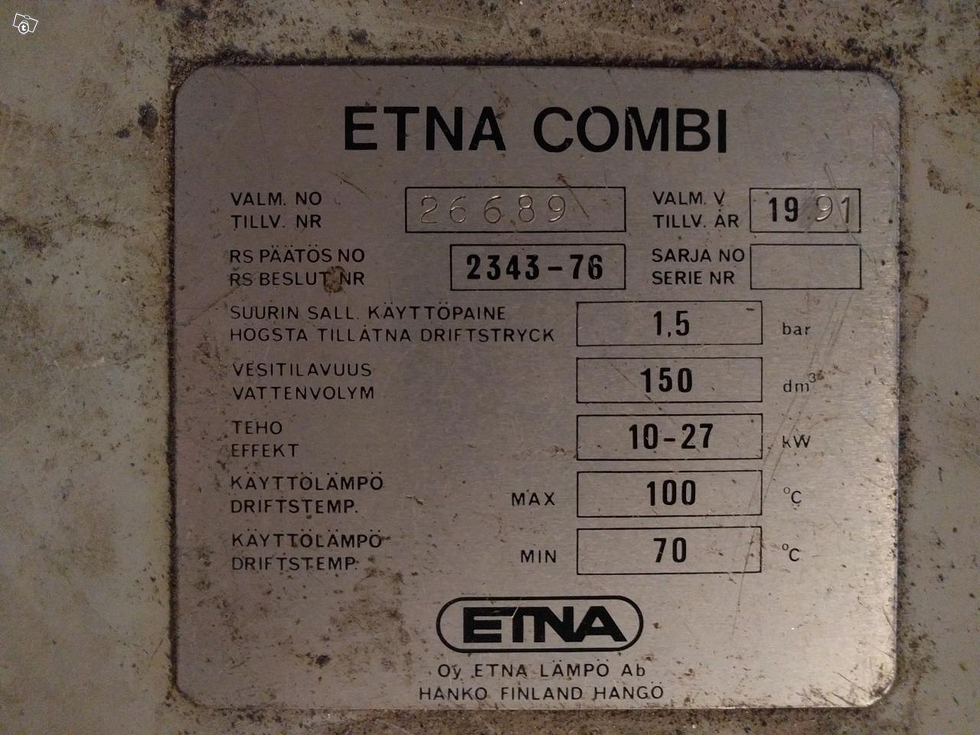 ETNA COMBI
VALM. NO 26689 VALM. V 1991
TILLV. NR TILLV. ÅR
RS PÄÄTÖS NO 2343-76 SARJA NO
RS BESLUT NR SERIE NR
SUURIN SALL. KÄYTTÖPAINE 1,5 bar
HÖGSTA TILLÅTNA DRIFTSTRYCK
VESITILAVUUS 150 dm³
VATTENVOLYM
TEHO 10-27 kW
EFFEKT
KÄYTTÖLÄMPÖ MAX 100 °C
DRIFTSTEMP.
KÄYTTÖLÄMPÖ MIN 70 °C
DRIFTSTEMP.
ETNA
Oy ETNA LÄMPÖ Ab
HANKO FINLAND HANGÖ